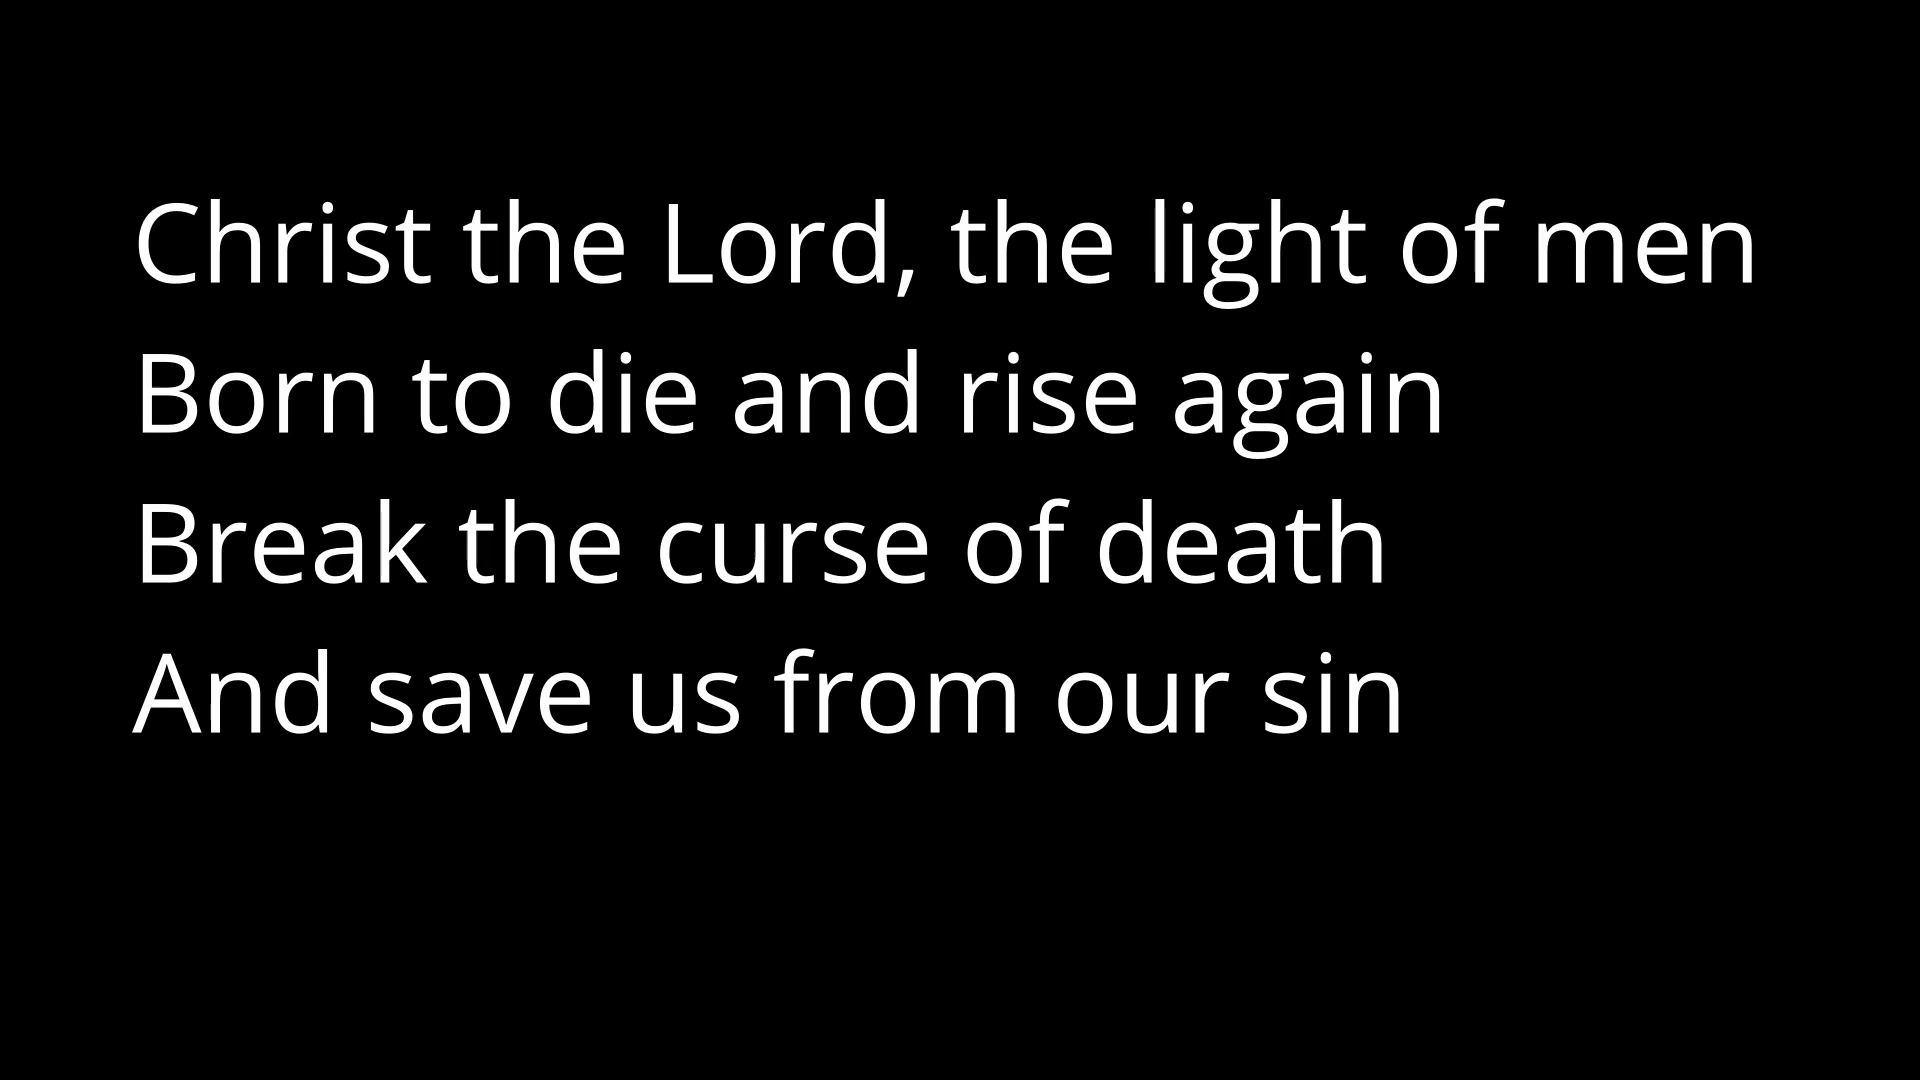 Christ the Lord, the light of men
Born to die and rise again
Break the curse of death
And save us from our sin